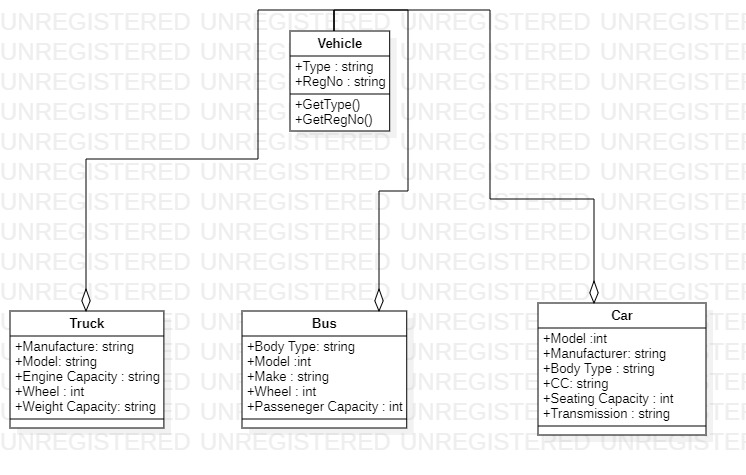 UNREGISTERED UNREGISTERED UNREGISTERED UNREGISTERED
Vehicle
+Type : string
+RegNo : string
+GetType()
+GetRegNo()
Truck
+Manufacture: string
+Model: string
+Engine Capacity : string
+Wheel : int
+Weight Capacity: string
Bus
+Body Type: string
+Model :int
+Make : string
+Wheel : int
+Passeneger Capacity : int
Car
+Model :int
+Manufacturer: string
+Body Type : string
+CC: string
+Seating Capacity : int
+Transmission : string